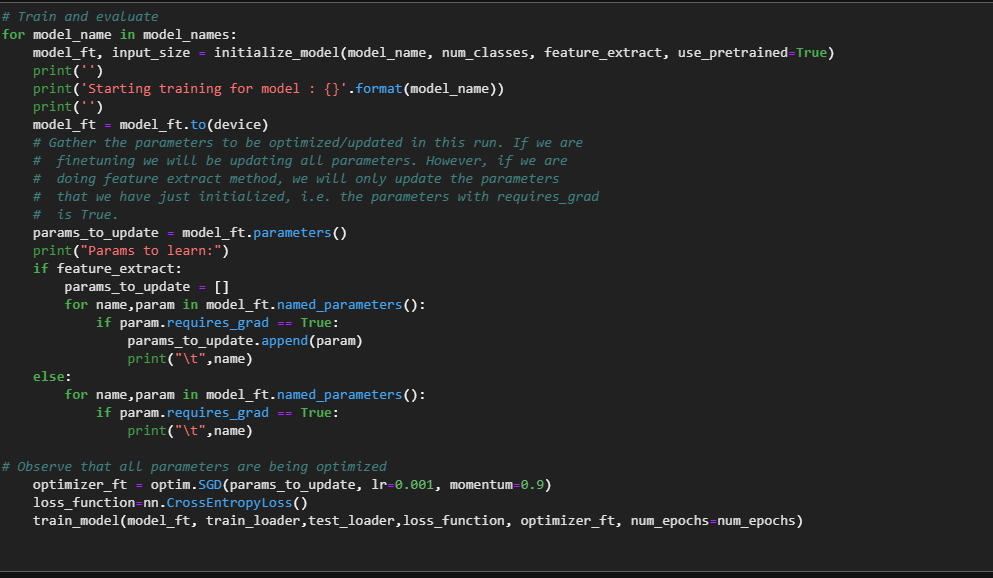 # Train and evaluate
for model_name in model_names:
    model_ft, input_size = initialize_model(model_name, num_classes, feature_extract, use_pretrained=True)
    print('')
    print('Starting training for model : {}'.format(model_name))
    print('')
    model_ft = model_ft.to(device)
    # Gather the parameters to be optimized/updated in this run. If we are
    #  finetuning we will be updating all parameters. However, if we are
    #  doing feature extract method, we will only update the parameters
    #  that we have just initialized, i.e. the parameters with requires_grad
    #  is True.
    params_to_update = model_ft.parameters()
    print("Params to learn:")
    if feature_extract:
        params_to_update = []
        for name,param in model_ft.named_parameters():
            if param.requires_grad == True:
                params_to_update.append(param)
                print("\t",name)
    else:
        for name,param in model_ft.named_parameters():
            if param.requires_grad == True:
                print("\t",name)

# Observe that all parameters are being optimized
    optimizer_ft = optim.SGD(params_to_update, lr=0.001, momentum=0.9)
    loss_function=nn.CrossEntropyLoss()
    train_model(model_ft, train_loader,test_loader,loss_function, optimizer_ft, num_epochs=num_epochs)